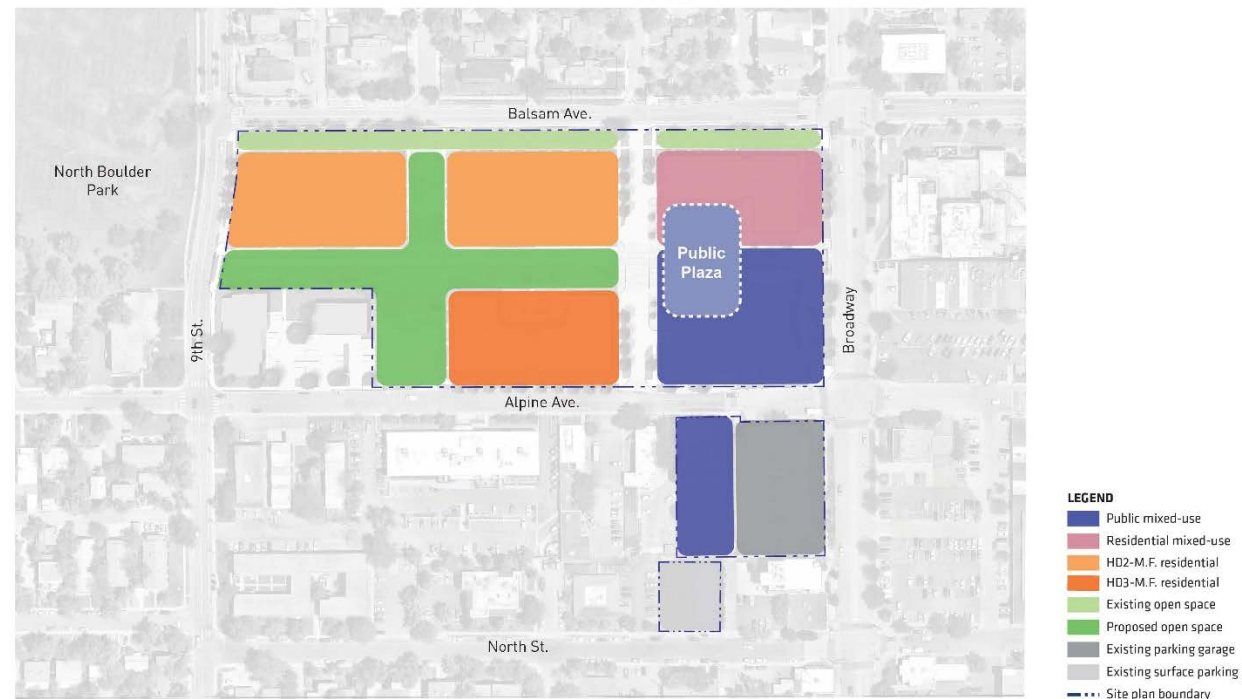 Balsam Ave.
North Boulder
Park
Public
Plaza
9th St.
Broadway
Alpine Ave.
North St.
LEGEND
Public mixed-use
Residential mixed-use
HD2-M.F. residential
HD3-M.F. residential
Existing open space
Proposed open space
Existing parking garage
Existing surface parking
Site plan boundary